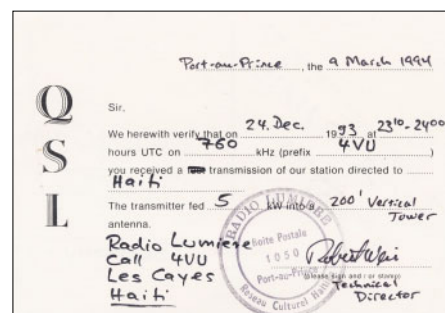 Port-au-Prince, the 9 March 1994
QSL
Sir,
We herewith verify that on 24. Dec. 1993 at 23¹⁰-24⁰⁰
hours UTC on 760 kHz (prefix 4VU)
you received a transmission of our station directed to
Haiti
The transmitter fed 5 kW into a 200' Vertical
Tower
antenna.
Radio Lumiere
Call 4VU
Les Cayes
Haiti
RADIO LUMIERE
Boite Postale
1050
Port-au-Prince
Reseau Culturel Haiti
(please sign and / or stamp)
Technical
Director